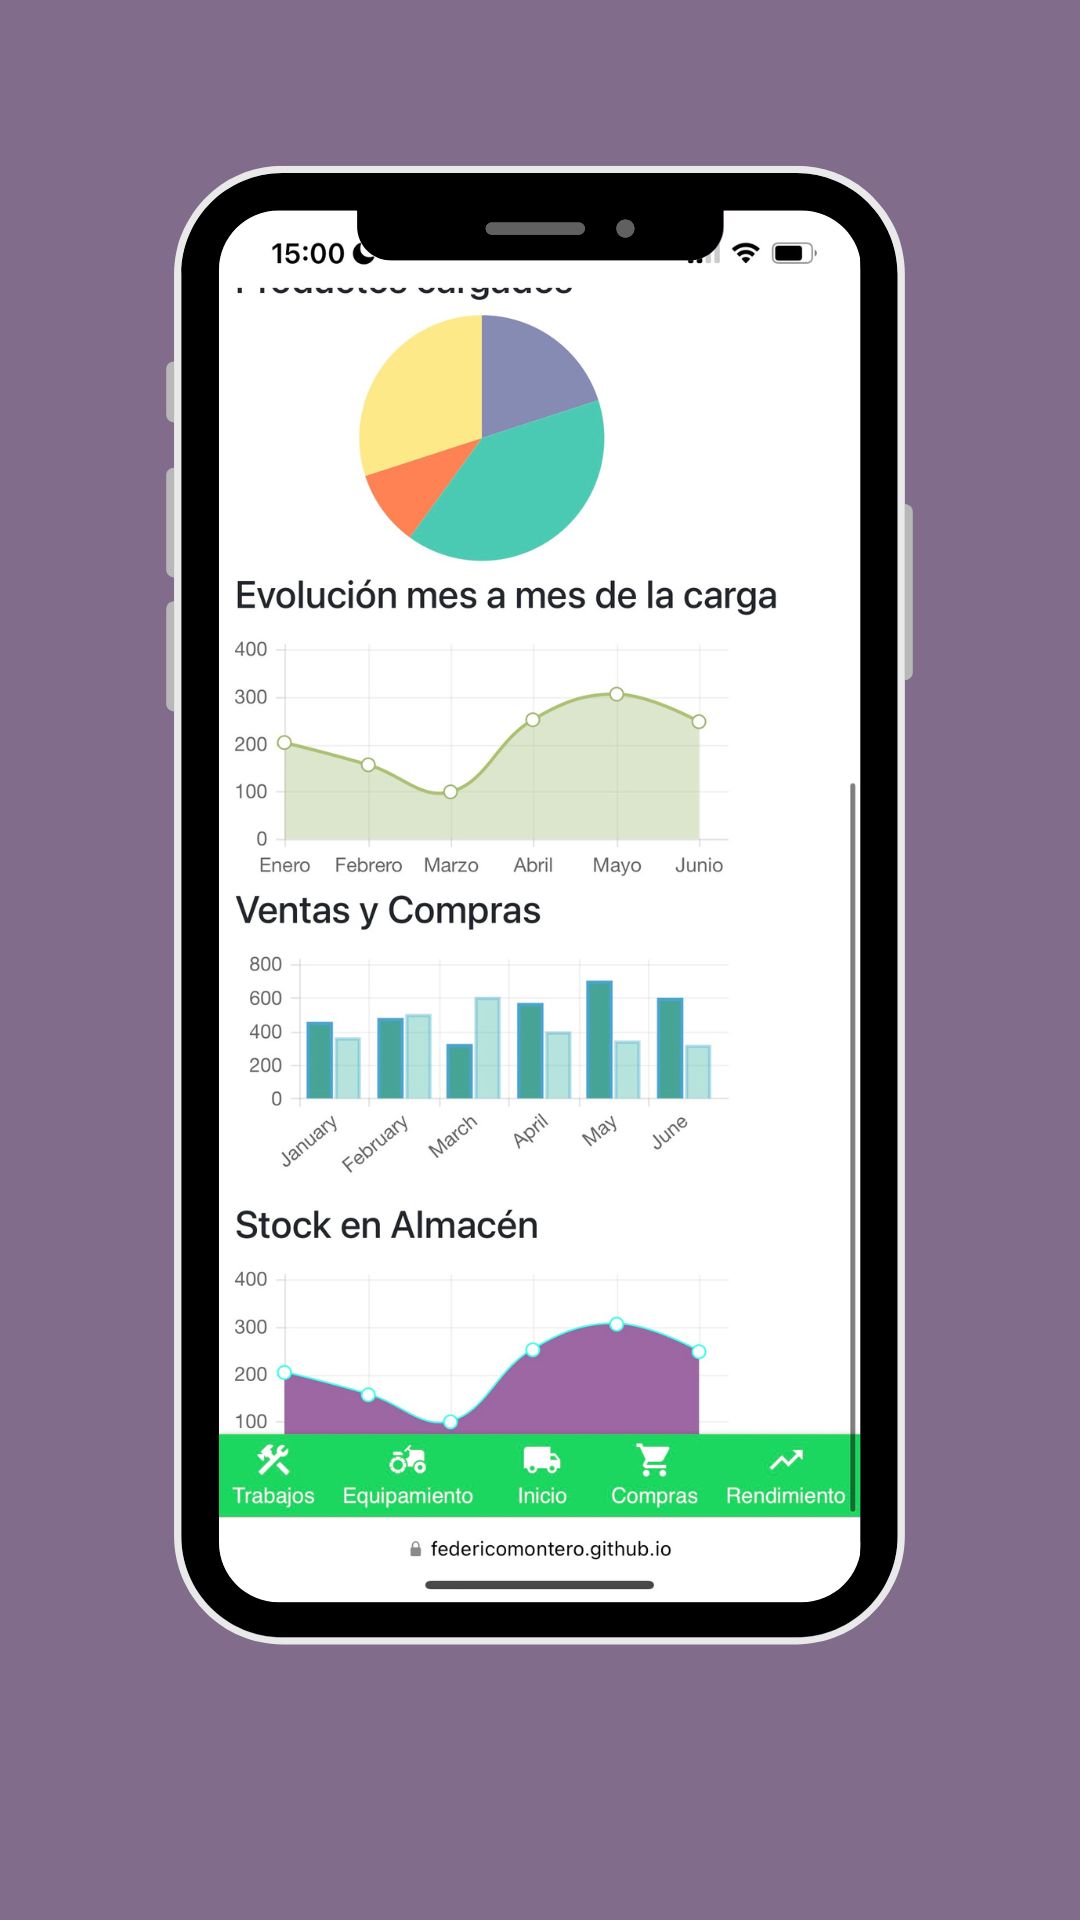 15:00
Productos cargados
Evolución mes a mes de la carga
400
300
200
100
0
Enero Febrero Marzo Abril Mayo Junio
Ventas y Compras
800
600
400
200
0
January February March April May June
Stock en Almacén
400
300
200
100
Trabajos Equipamiento Inicio Compras Rendimiento
federicomontero.github.io